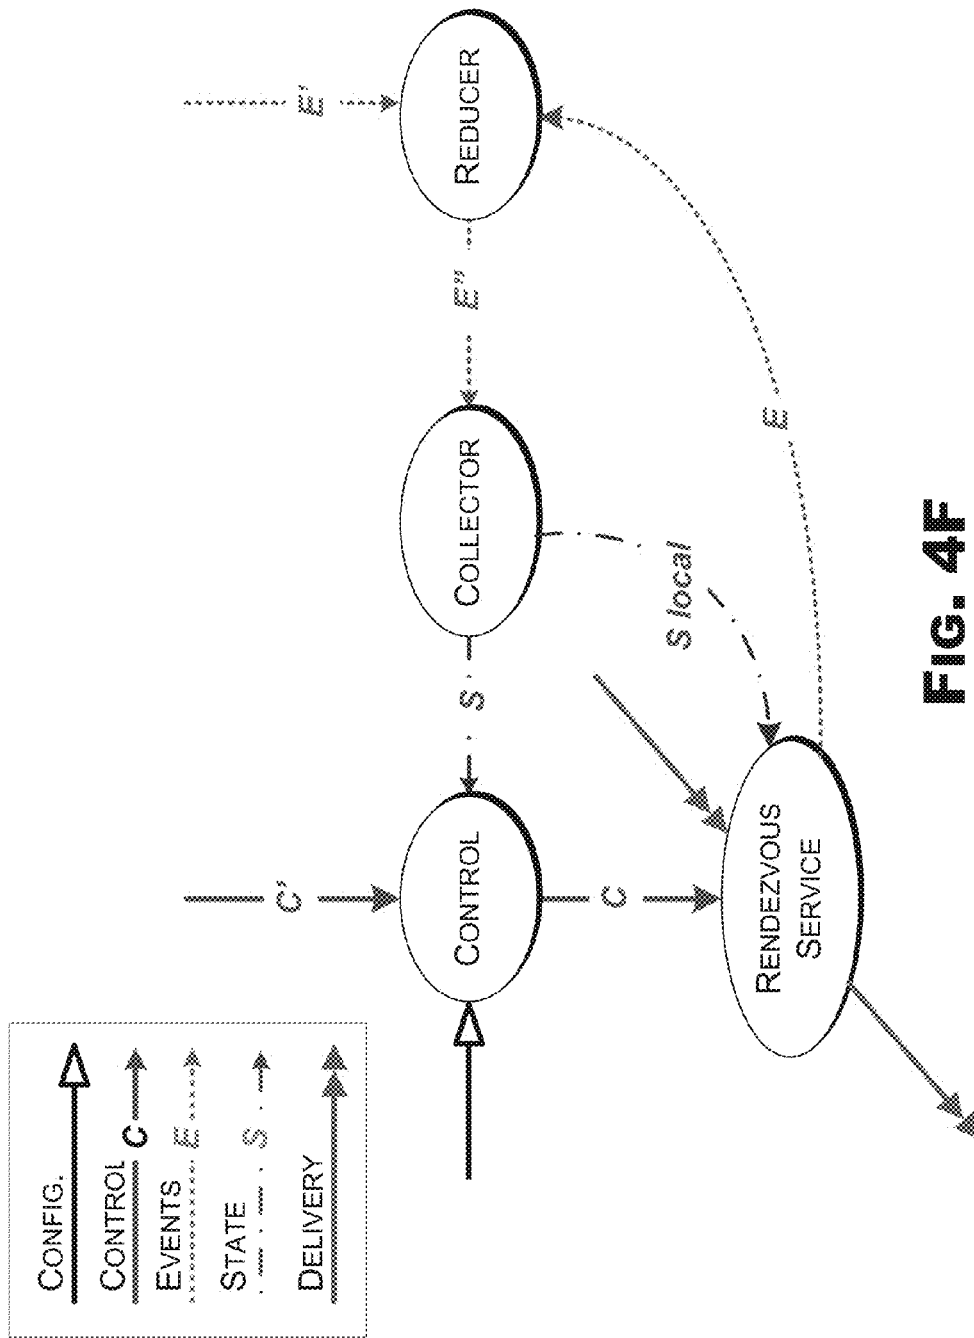 CONFIG.
CONTROL
C
EVENTS
E
STATE
S
DELIVERY
C'
CONTROL
S
COLLECTOR
E"
REDUCER
E'
C
S local
E
RENDEZVOUS
SERVICE
FIG. 4F